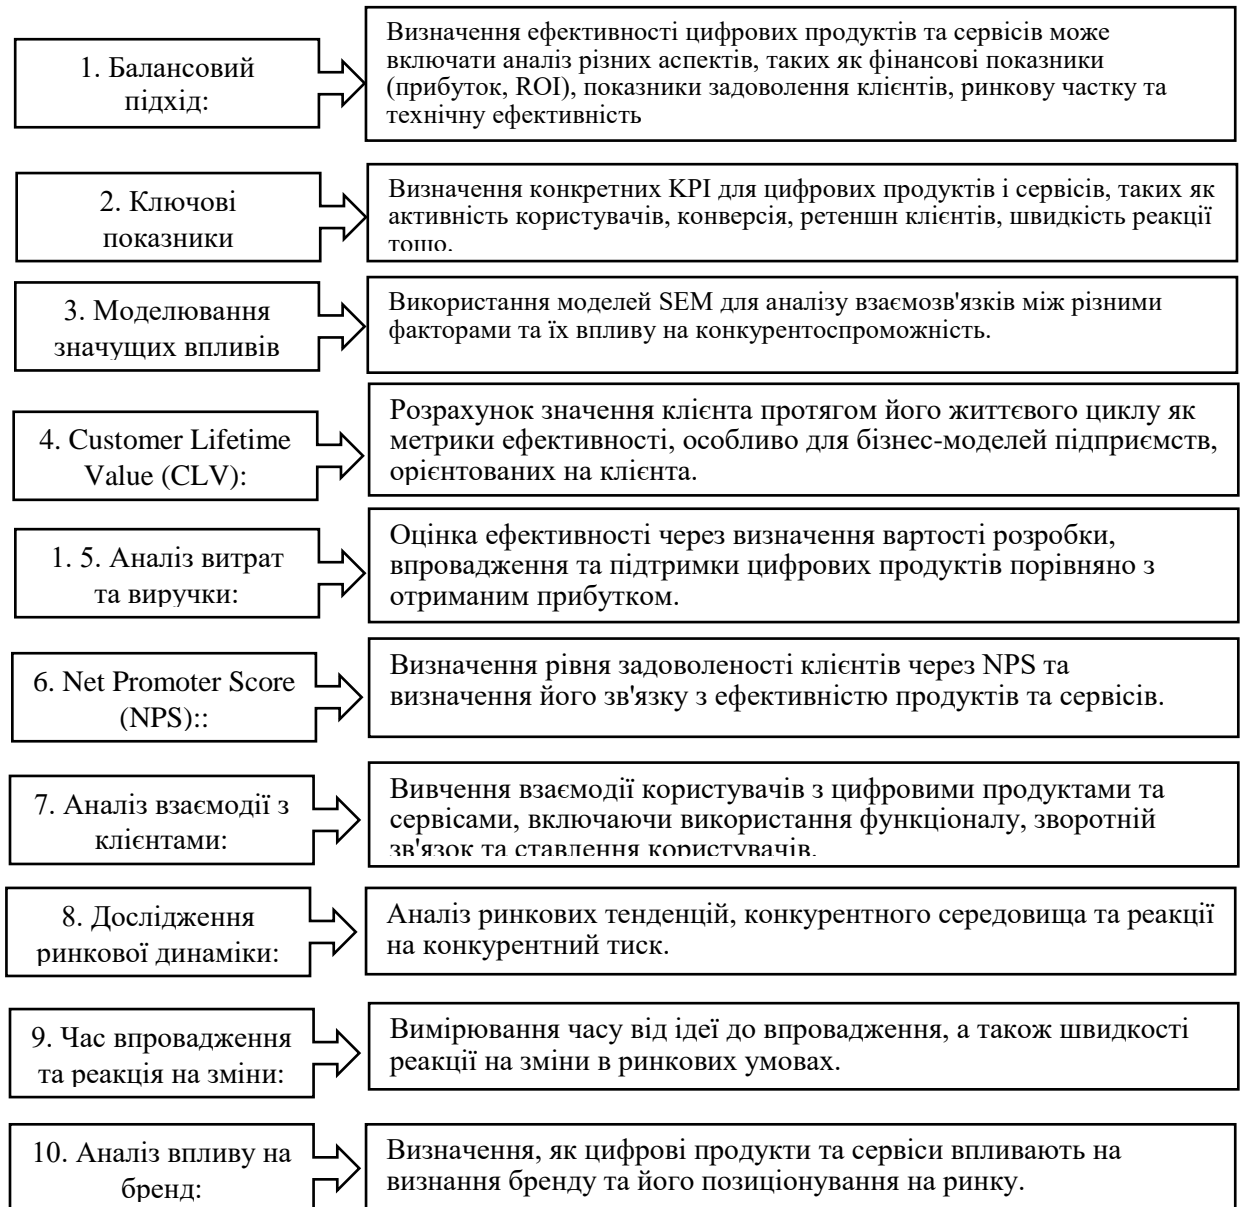 1. Балансовий
підхід:
Визначення ефективності цифрових продуктів та сервісів може
включати аналіз різних аспектів, таких як фінансові показники
(прибуток, ROI), показники задоволення клієнтів, ринкову частку та
технічну ефективність
2. Ключові
показники
Визначення конкретних KPI для цифрових продуктів і сервісів, таких як
активність користувачів, конверсія, ретеншн клієнтів, швидкість реакції
тощо.
3. Моделювання
значущих впливів
Використання моделей SEM для аналізу взаємозв'язків між різними
факторами та їх впливу на конкурентоспроможність.
4. Customer Lifetime
Value (CLV):
Розрахунок значення клієнта протягом його життєвого циклу як
метрики ефективності, особливо для бізнес-моделей підприємств,
орієнтованих на клієнта.
1. 5. Аналіз витрат
та виручки:
Оцінка ефективності через визначення вартості розробки,
впровадження та підтримки цифрових продуктів порівняно з
отриманим прибутком.
6. Net Promoter Score
(NPS)::
Визначення рівня задоволеності клієнтів через NPS та
визначення його зв'язку з ефективністю продуктів та сервісів.
7. Аналіз взаємодії з
клієнтами:
Вивчення взаємодії користувачів з цифровими продуктами та
сервісами, включаючи використання функціоналу, зворотній
зв'язок та ставлення користувачів.
8. Дослідження
ринкової динаміки:
Аналіз ринкових тенденцій, конкурентного середовища та реакції
на конкурентний тиск.
9. Час впровадження
та реакція на зміни:
Вимірювання часу від ідеї до впровадження, а також швидкості
реакції на зміни в ринкових умовах.
10. Аналіз впливу на
бренд:
Визначення, як цифрові продукти та сервіси впливають на
визнання бренду та його позиціонування на ринку.